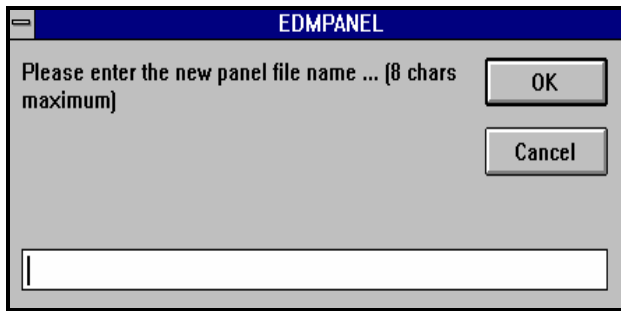 EDMPANEL
Please enter the new panel file name ... (8 chars
maximum)
OK
Cancel